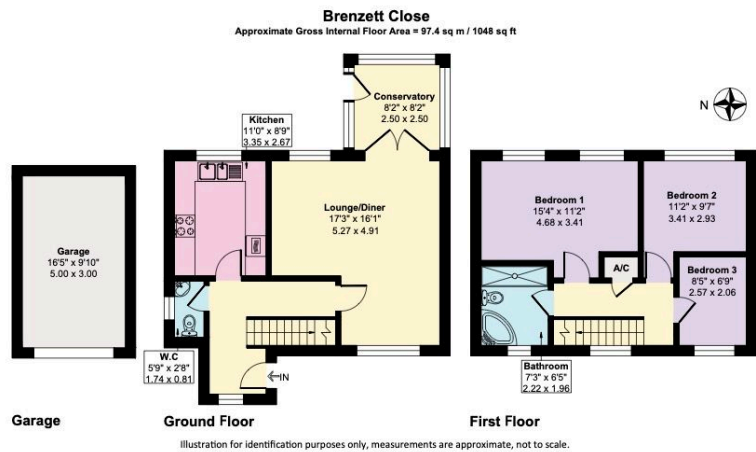 Brenzett Close
Approximate Gross Internal Floor Area = 97.4 sq m / 1048 sq ft
N
Conservatory
8'2" x 8'2"
2.50 x 2.50
Kitchen
11'0" x 8'9"
3.35 x 2.67
Lounge/Diner
17'3" x 16'1"
5.27 x 4.91
Bedroom 1
15'4" x 11'2"
4.68 x 3.41
Bedroom 2
11'2" x 9'7"
3.41 x 2.93
Garage
16'5" x 9'10"
5.00 x 3.00
A/C
Bedroom 3
8'5" x 6'9"
2.57 x 2.06
W.C
5'9" x 2'8"
1.74 x 0.81
IN
Bathroom
7'3" x 6'5"
2.22 x 1.96
Garage
Ground Floor
First Floor
Illustration for identification purposes only, measurements are approximate, not to scale.